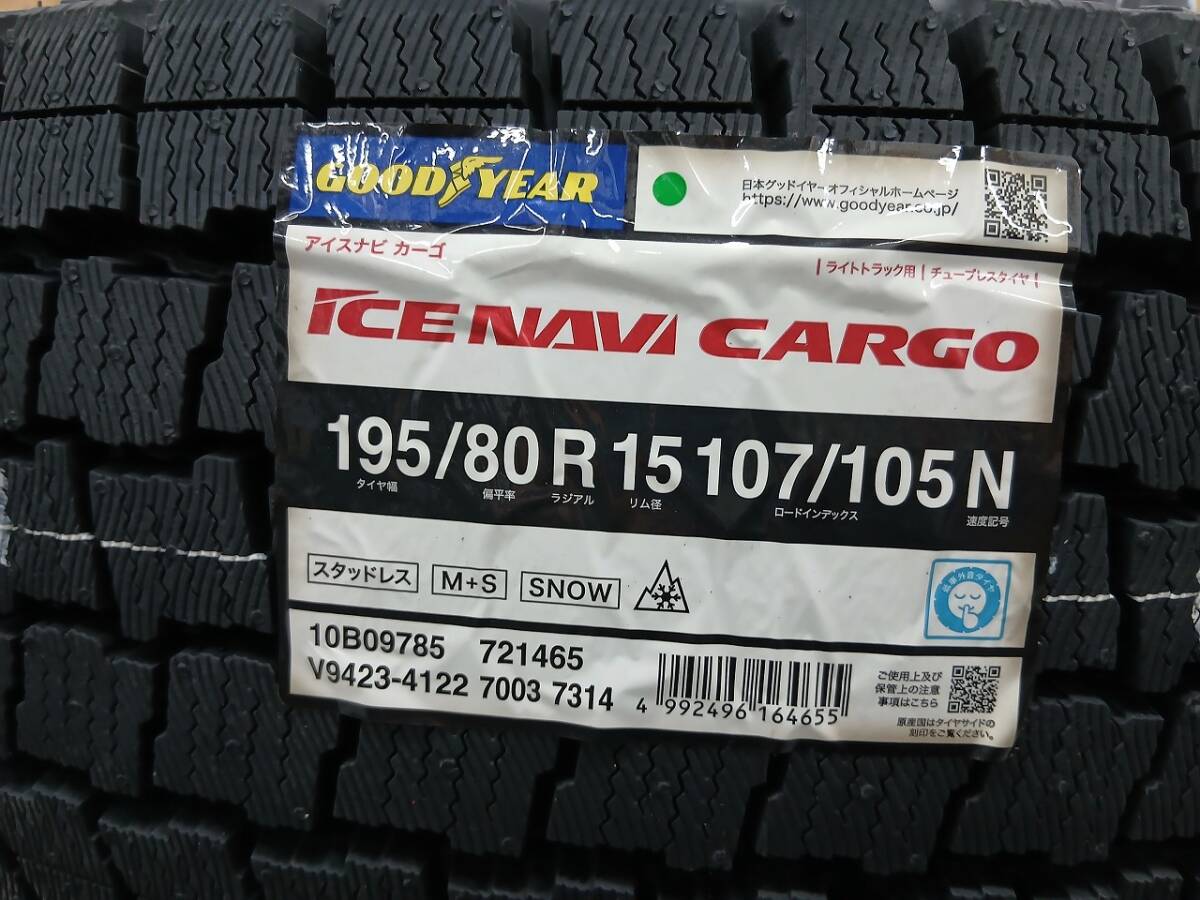 GOODYEAR
日本グッドイヤー オフィシャルホームページ
https://www.goodyear.co.jp/
アイスナビ カーゴ
ライトトラック用 | チューブレスタイヤ
ICE NAVI CARGO
195/80 R 15 107/105 N
タイヤ幅 偏平率 ラジアル リム径 ロードインデックス 速度記号
スタッドレス M+S SNOW
低車外音タイヤ
10B09785 721465
V9423-4122 7003 7314
4 992496 164655
ご使用上及び
保管上の注意
事項はこちら
原産国はタイヤサイドの
刻印をご覧ください。